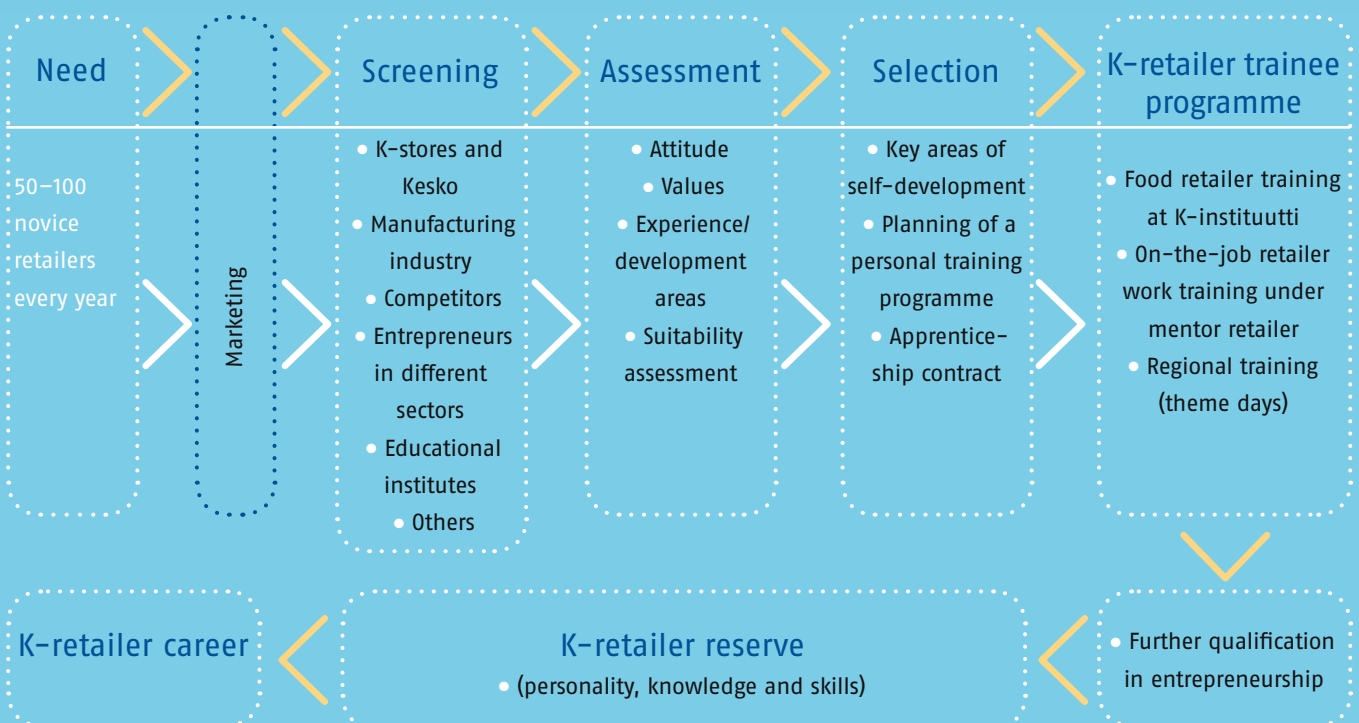 Need
50–100
novice
retailers
every year
Marketing
Screening
• K-stores and
Kesko
• Manufacturing
industry
• Competitors
• Entrepreneurs
in different
sectors
• Educational
institutes
• Others
Assessment
• Attitude
• Values
• Experience/
development
areas
• Suitability
assessment
Selection
• Key areas of
self-development
• Planning of a
personal training
programme
• Apprentice-
ship contract
K-retailer trainee
programme
• Food retailer training
at K-instituutti
• On-the-job retailer
work training under
mentor retailer
• Regional training
(theme days)
• Further qualification
in entrepreneurship
K-retailer reserve
• (personality, knowledge and skills)
K-retailer career